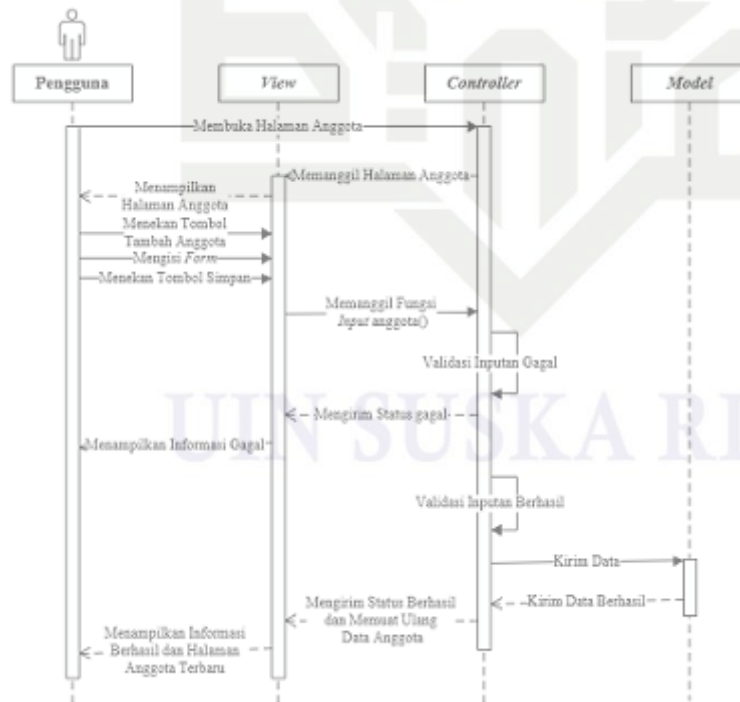 Pengguna
View
Controller
Model
Membuka Halaman Anggota
Memanggil Halaman Anggota
Menampilkan
Halaman Anggota
Menekan Tombol
Tambah Anggota
Mengisi Form
Menekan Tombol Simpan
Memanggil Fungsi
Input anggota()
Validasi Inputan Gagal
Mengirim Status gagal
Menampilkan Informasi Gagal
Validasi Inputan Berhasil
Kirim Data
Kirim Data Berhasil
Mengirim Status Berhasil
dan Memuat Ulang
Data Anggota
Menampilkan Informasi
Berhasil dan Halaman
Anggota Terbaru
UIN SUSKA RI